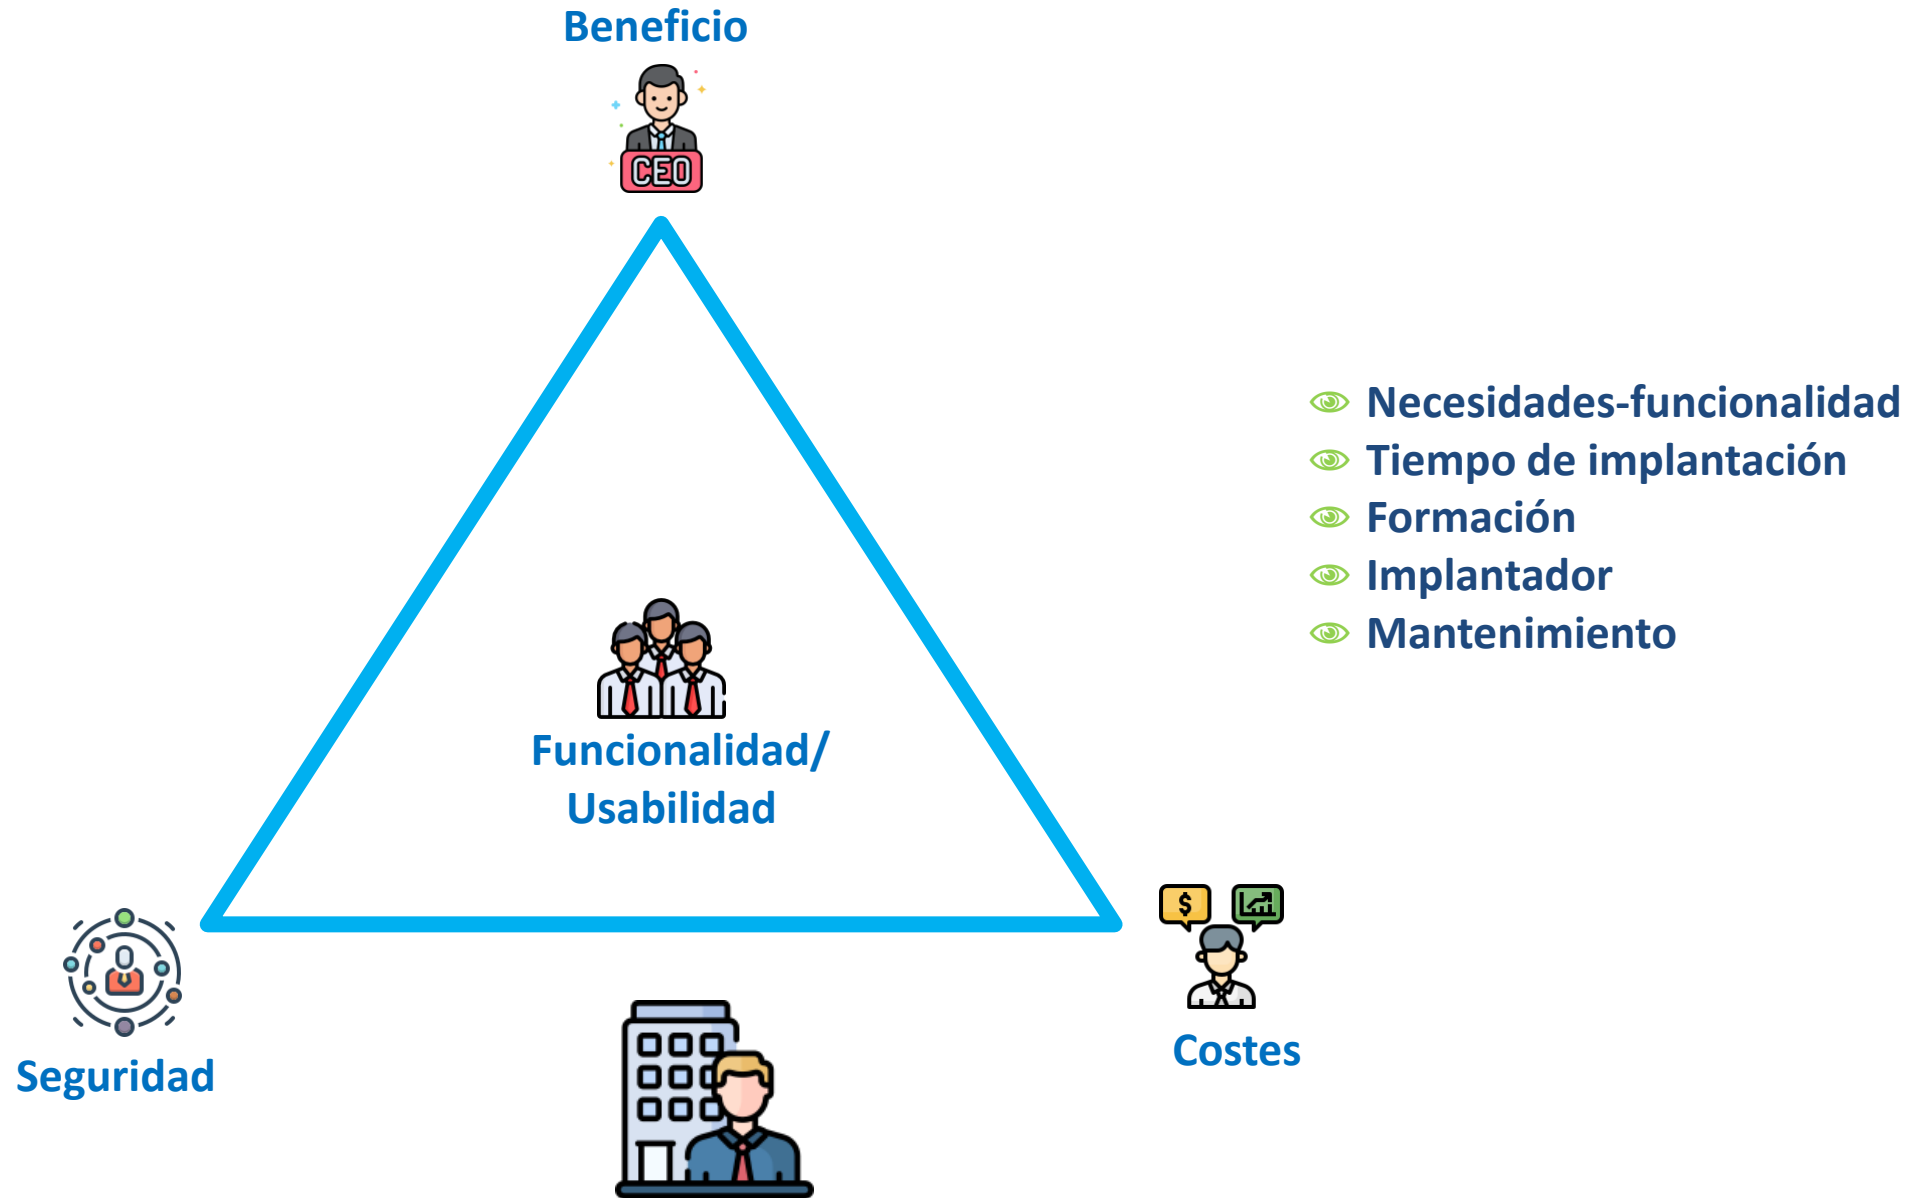 Beneficio
CEO
Necesidades-funcionalidad
Tiempo de implantación
Formación
Implantador
Mantenimiento
Funcionalidad/
Usabilidad
$
Seguridad
Costes